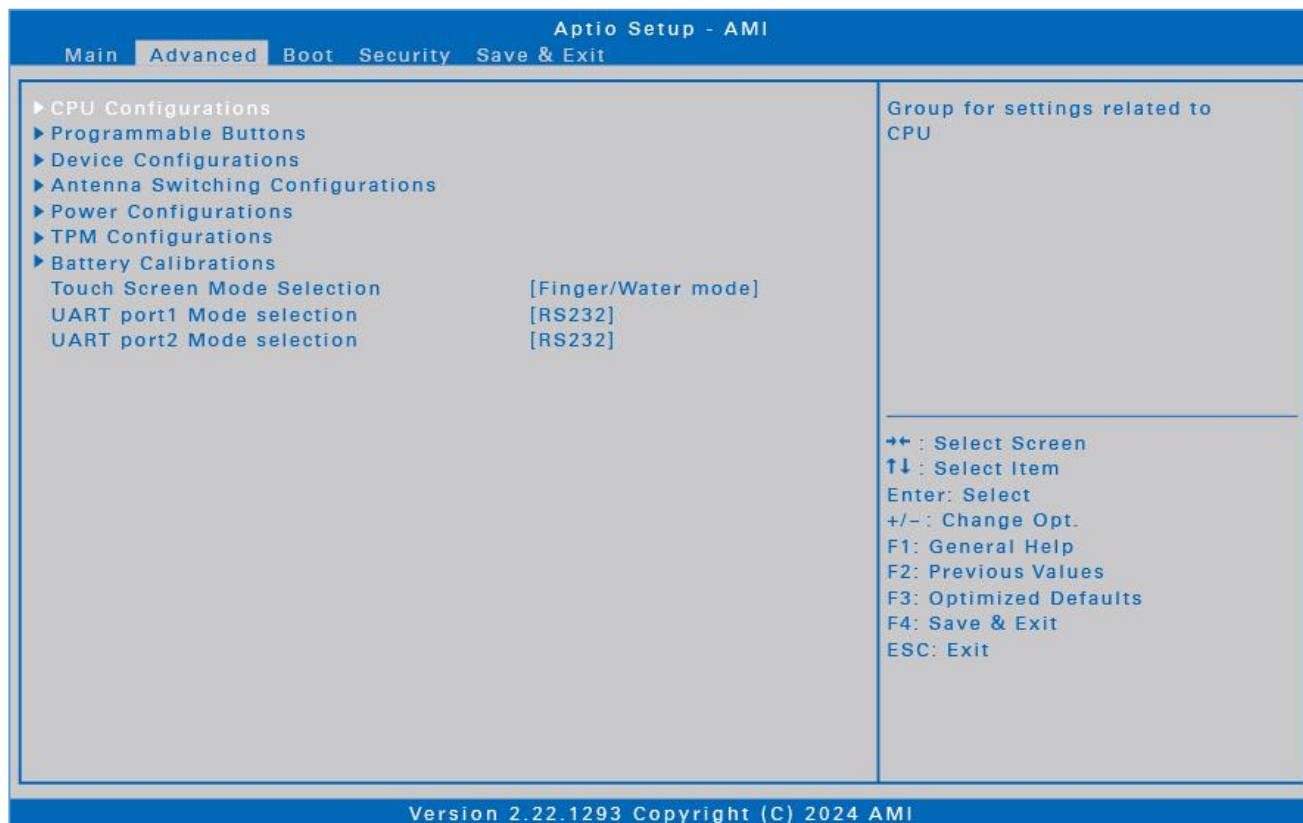 Aptio Setup - AMI
Main Advanced Boot Security Save & Exit
▶ CPU Configurations
▶ Programmable Buttons
▶ Device Configurations
▶ Antenna Switching Configurations
▶ Power Configurations
▶ TPM Configurations
▶ Battery Calibrations
Touch Screen Mode Selection [Finger/Water mode]
UART port1 Mode selection [RS232]
UART port2 Mode selection [RS232]
Group for settings related to
CPU
→← : Select Screen
↑↓ : Select Item
Enter: Select
+/– : Change Opt.
F1: General Help
F2: Previous Values
F3: Optimized Defaults
F4: Save & Exit
ESC: Exit
Version 2.22.1293 Copyright (C) 2024 AMI